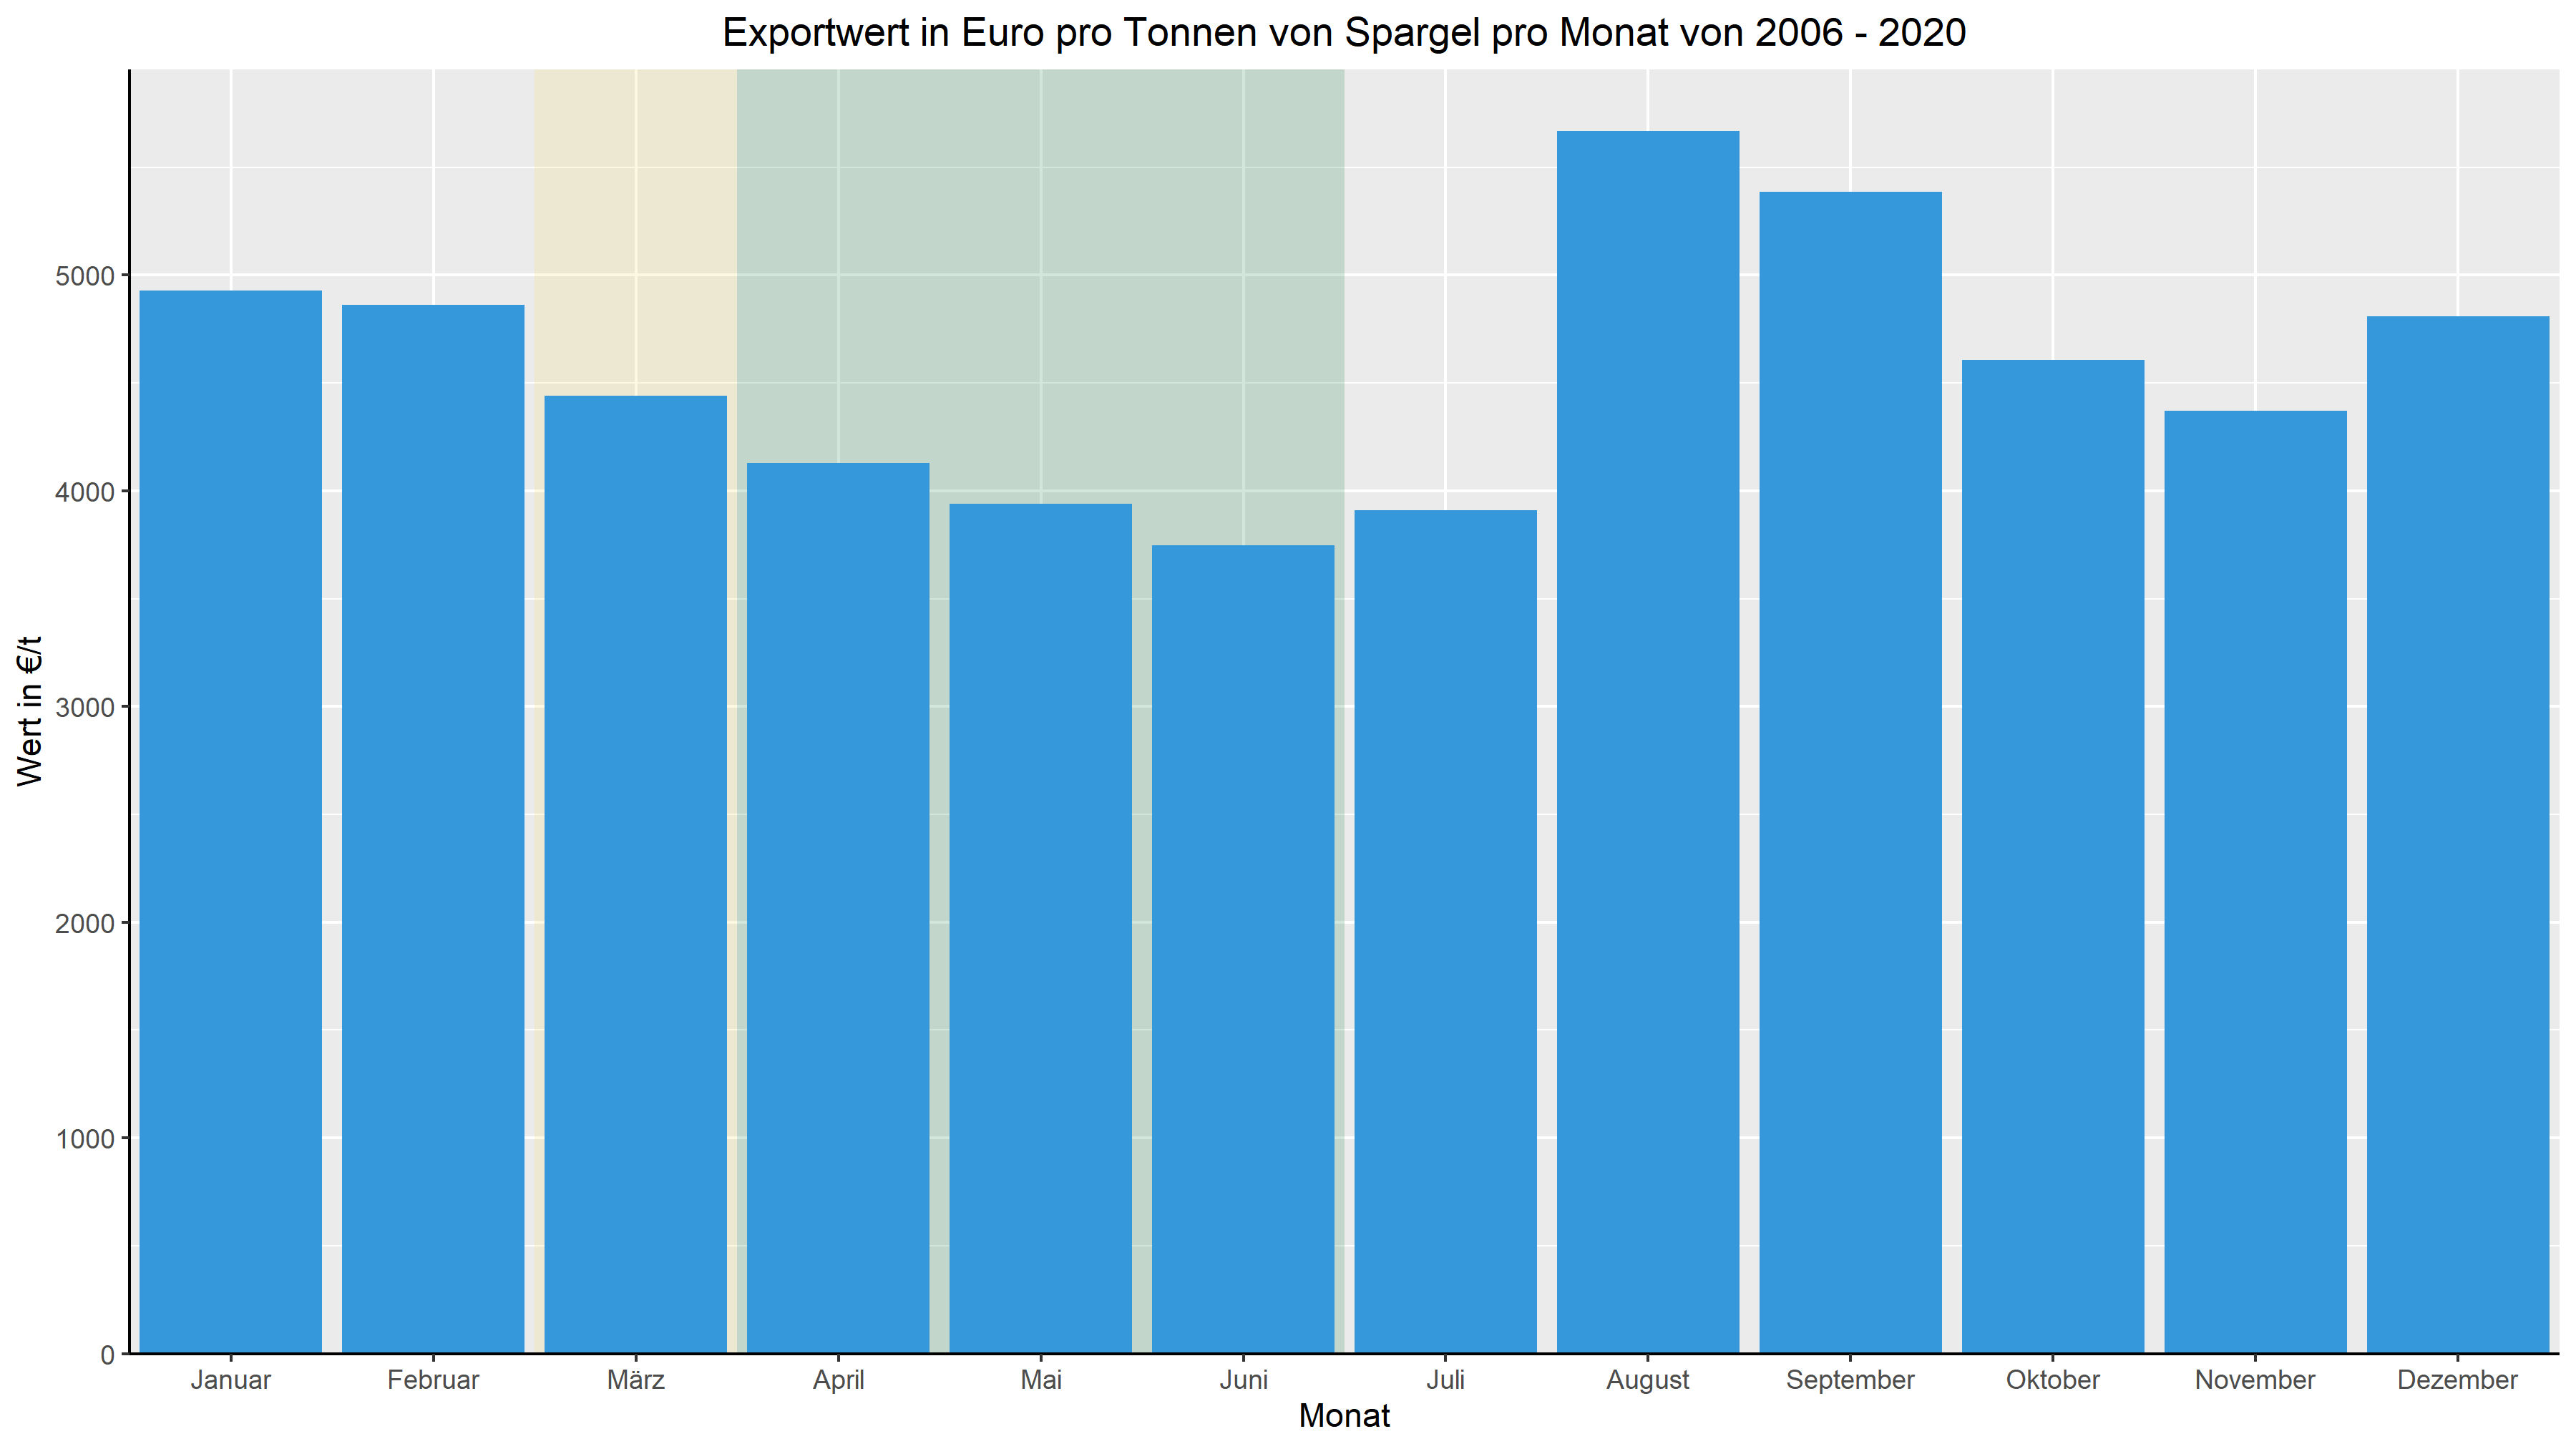 Exportwert in Euro pro Tonnen von Spargel pro Monat von 2006 - 2020
Wert in €/t
5000
4000
3000
2000
1000
0
Januar Februar März April Mai Juni Juli August September Oktober November Dezember
Monat